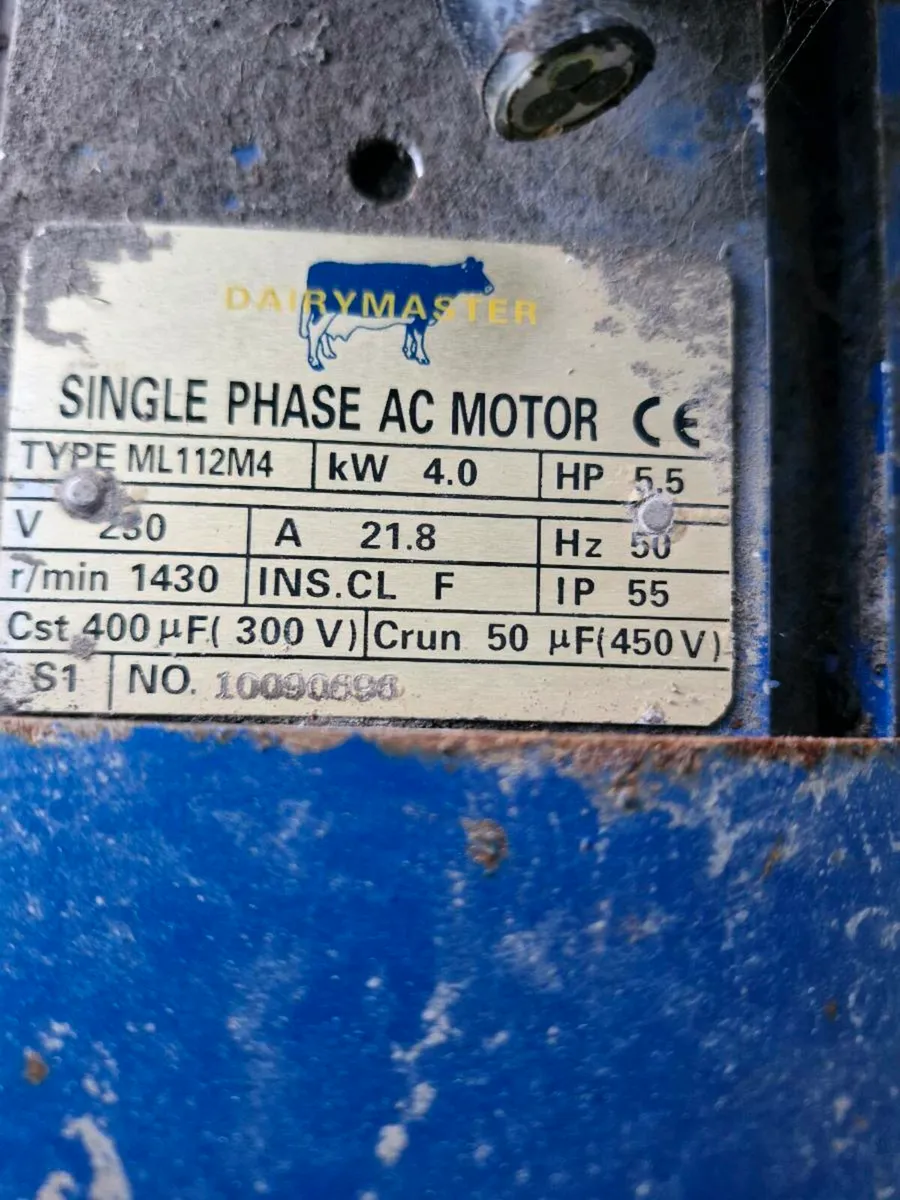 DAIRYMASTER
SINGLE PHASE AC MOTOR CE
TYPE ML112M4 kW 4.0 HP 5.5
V 230 A 21.8 Hz 50
r/min 1430 INS.CL F IP 55
Cst 400 μF( 300 V) Crun 50 μF(450V)
S1 NO. 10090696